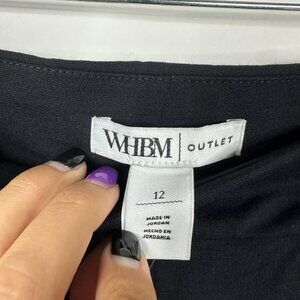 WHBM | OUTLET
12
MADE IN
JORDAN
HECHO EN
JORDANIA